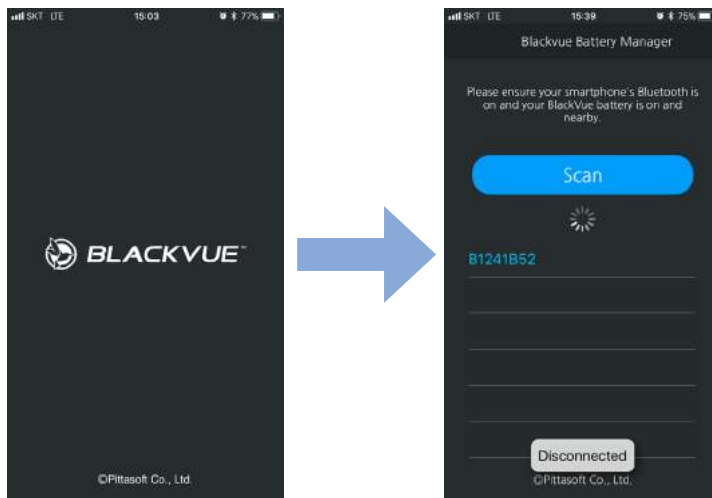 SKT LTE 15:03 77%
BLACKVUE™
©Pittasoft Co., Ltd.
SKT LTE 15:39 75%
Blackvue Battery Manager
Please ensure your smartphone's Bluetooth is
on and your BlackVue battery is on and
nearby.
Scan
B1241B52
Disconnected
©Pittasoft Co., Ltd.